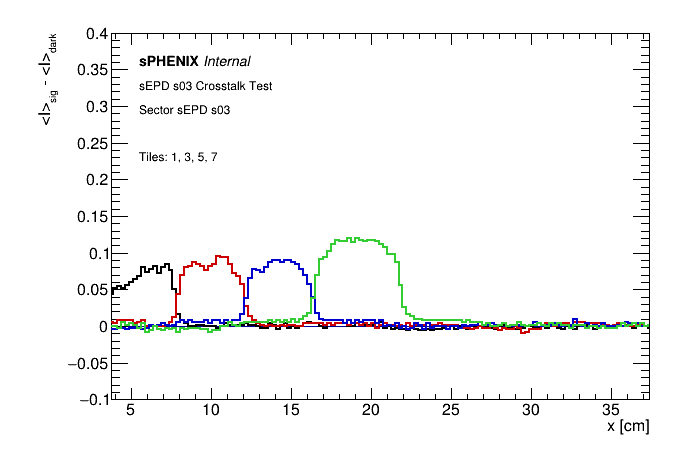 <I>sig - <I>dark
0.4
0.35
0.3
0.25
0.2
0.15
0.1
0.05
0
−0.05
−0.1
sPHENIX Internal
sEPD s03 Crosstalk Test
Sector sEPD s03
Tiles: 1, 3, 5, 7
5 10 15 20 25 30 35
x [cm]